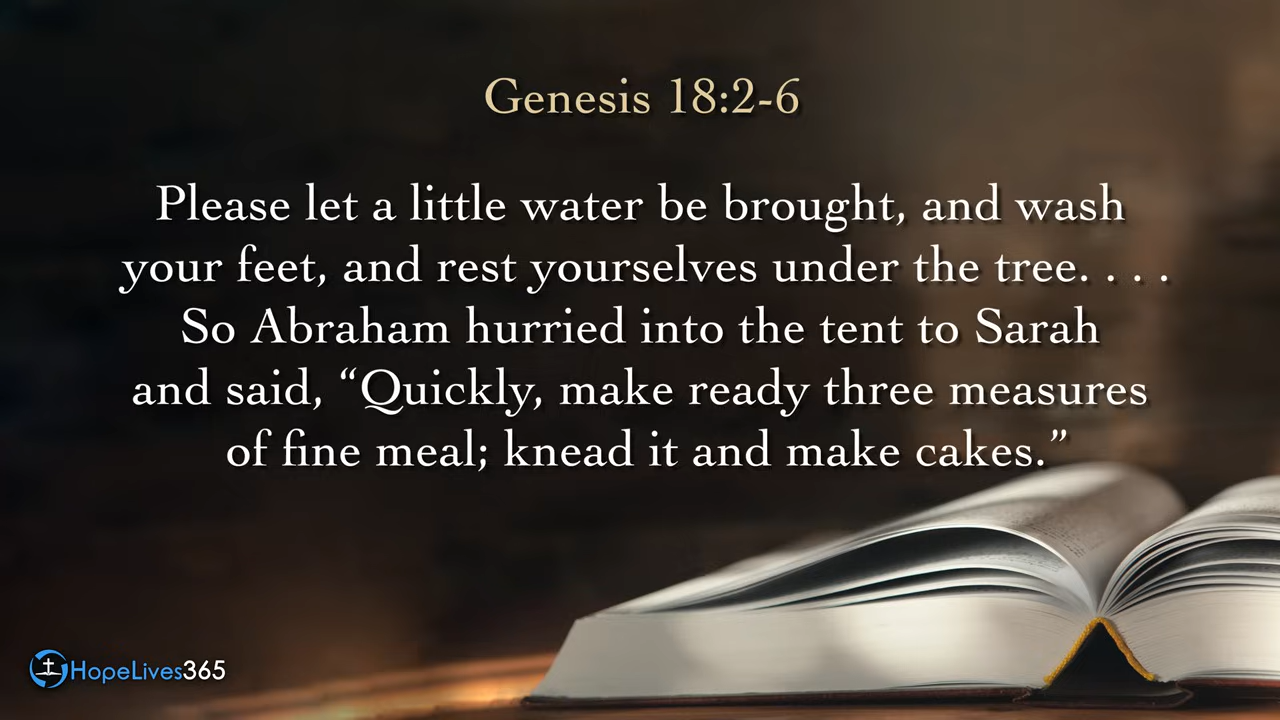 Genesis 18:2-6
Please let a little water be brought, and wash
your feet, and rest yourselves under the tree. . . .
So Abraham hurried into the tent to Sarah
and said, “Quickly, make ready three measures
of fine meal; knead it and make cakes.”
HopeLives365